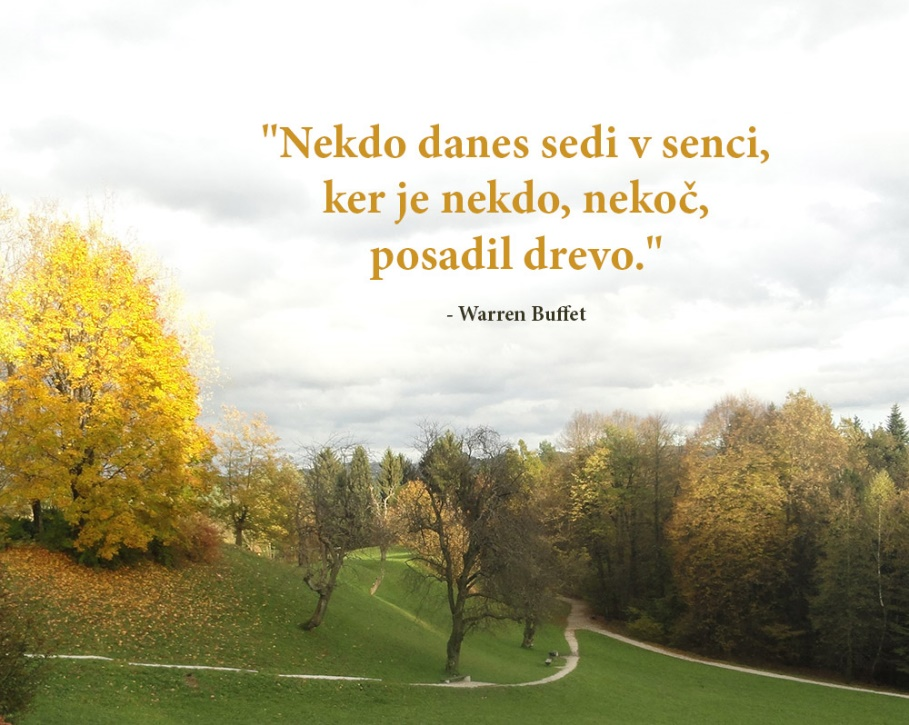 "Nekdo danes sedi v senci,
ker je nekdo, nekoč,
posadil drevo."
- Warren Buffet